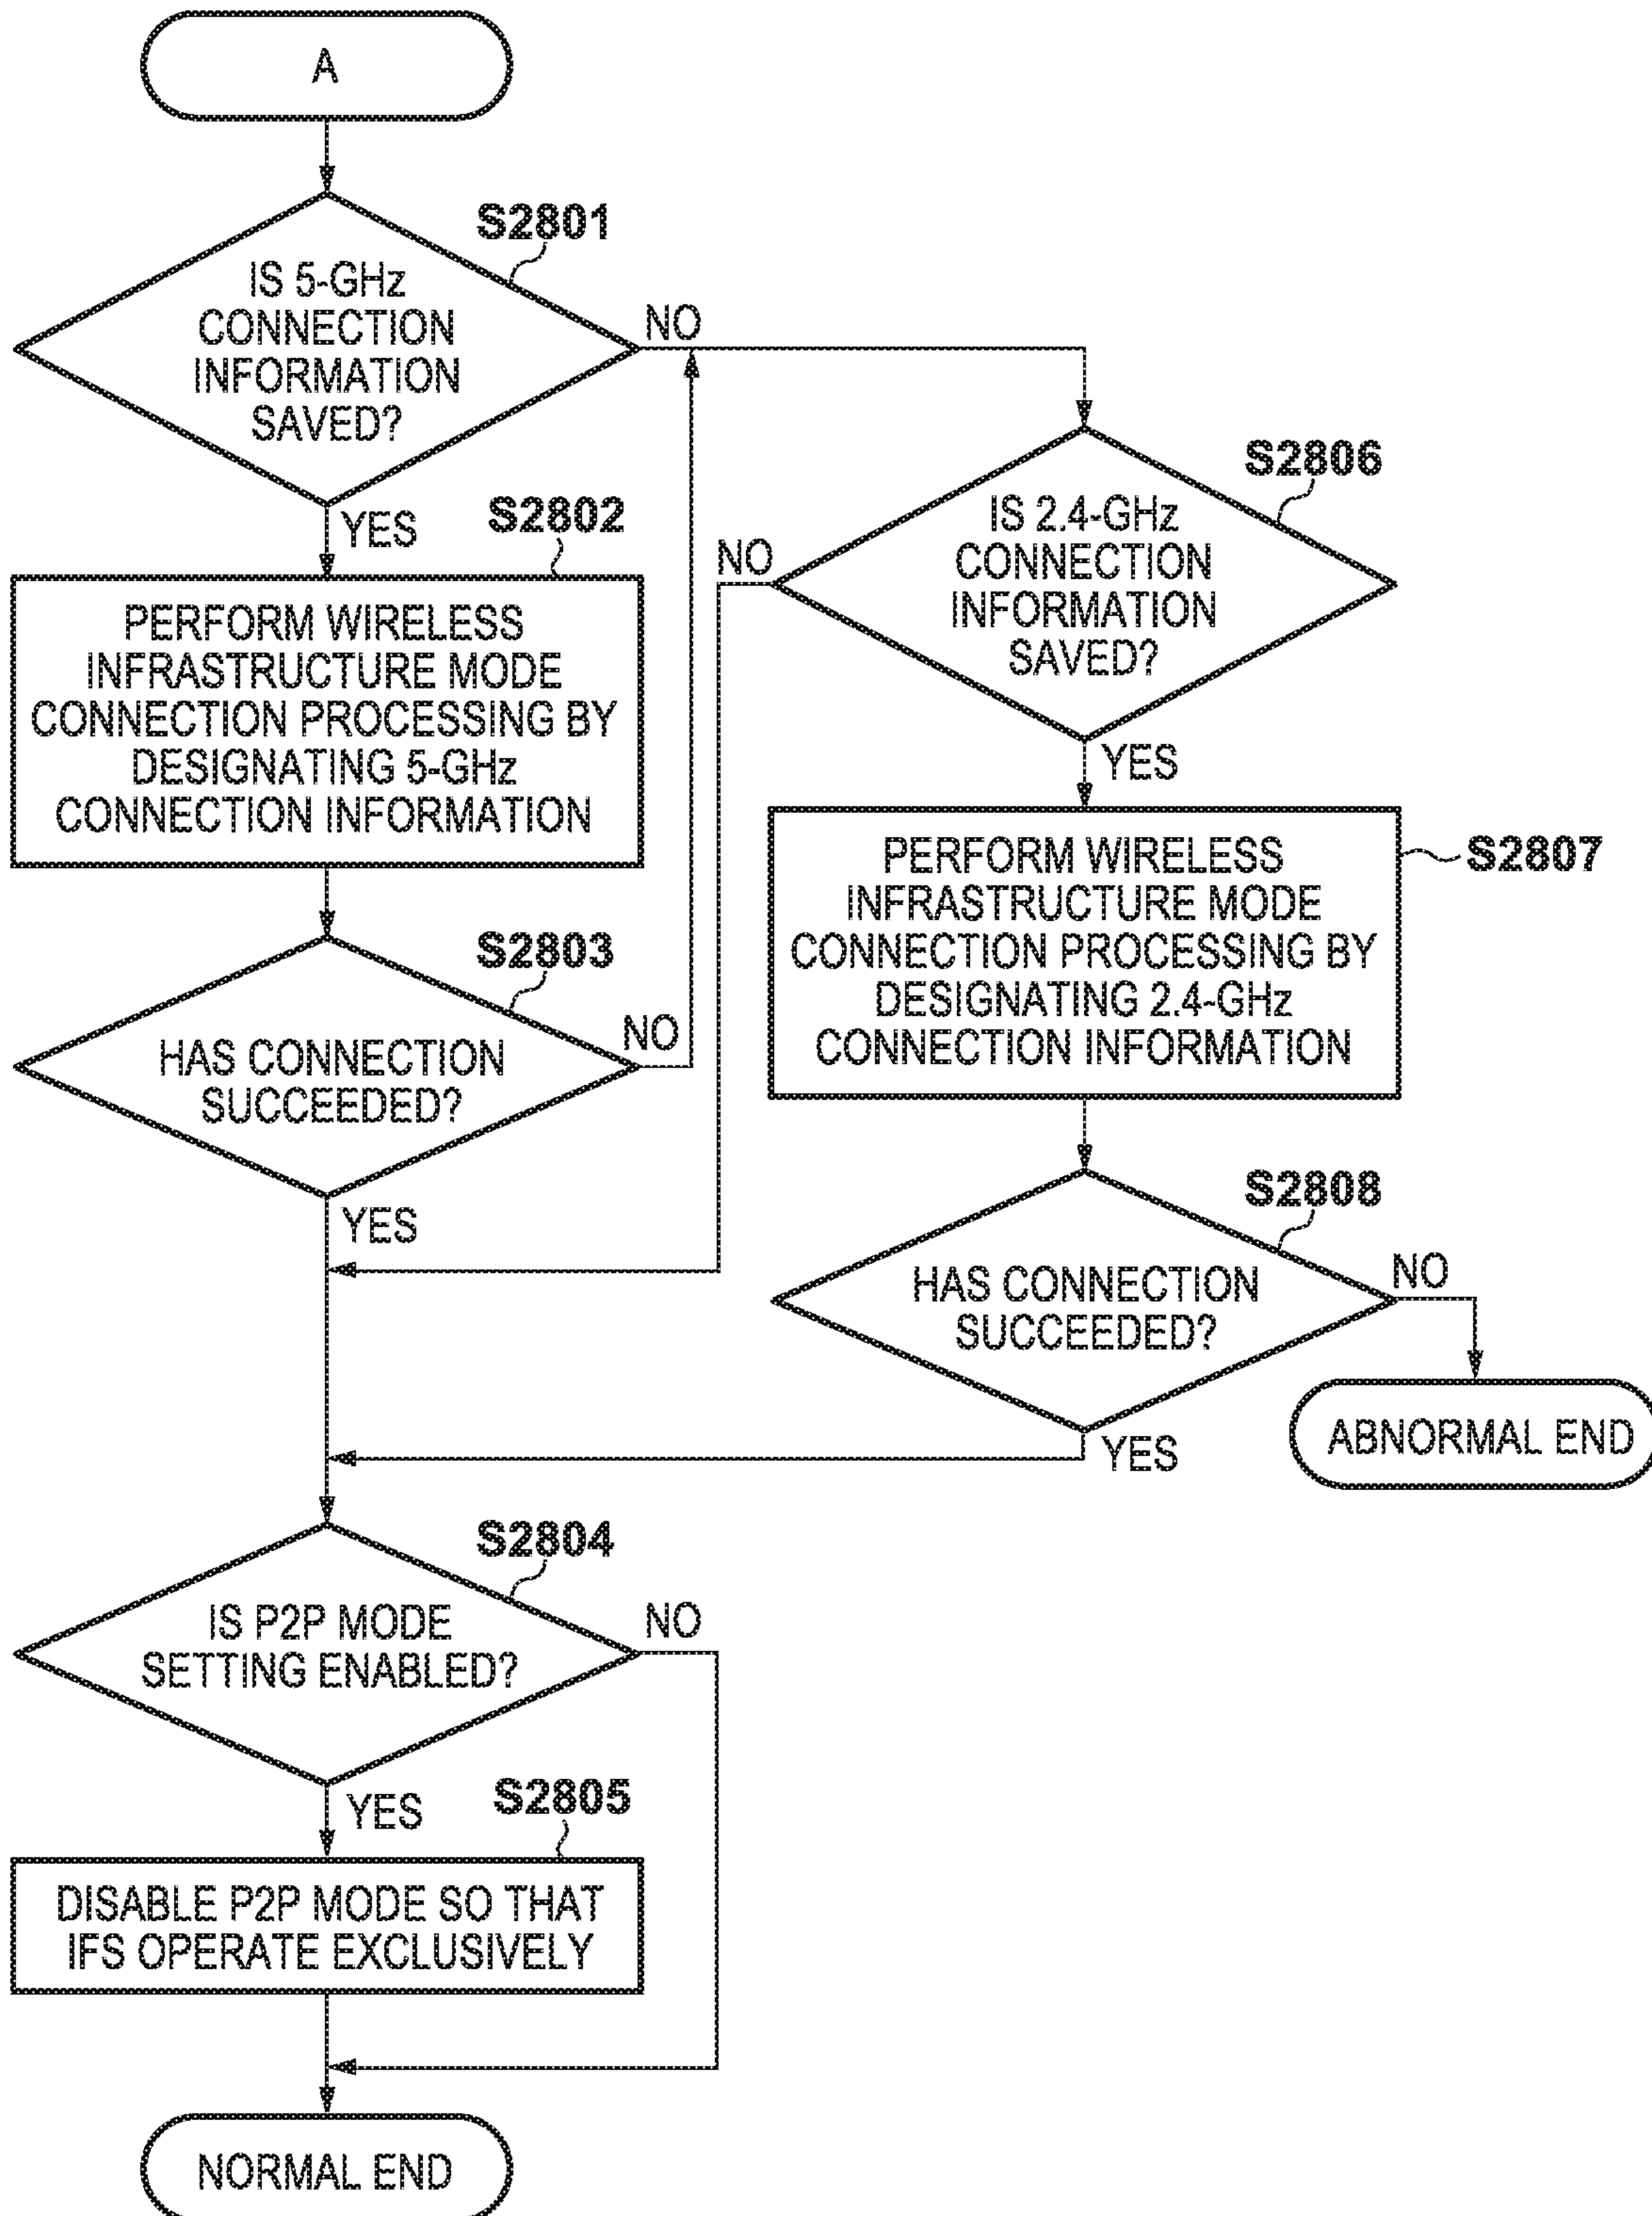 A
S2801
IS 5-GHz
CONNECTION
INFORMATION
SAVED?
NO
YES
S2802
PERFORM WIRELESS
INFRASTRUCTURE MODE
CONNECTION PROCESSING BY
DESIGNATING 5-GHz
CONNECTION INFORMATION
S2803
HAS CONNECTION
SUCCEEDED?
NO
YES
S2806
IS 2.4-GHz
CONNECTION
INFORMATION
SAVED?
NO
YES
S2807
PERFORM WIRELESS
INFRASTRUCTURE MODE
CONNECTION PROCESSING BY
DESIGNATING 2.4-GHz
CONNECTION INFORMATION
S2808
HAS CONNECTION
SUCCEEDED?
NO
ABNORMAL END
YES
S2804
IS P2P MODE
SETTING ENABLED?
NO
YES
S2805
DISABLE P2P MODE SO THAT
IFS OPERATE EXCLUSIVELY
NORMAL END